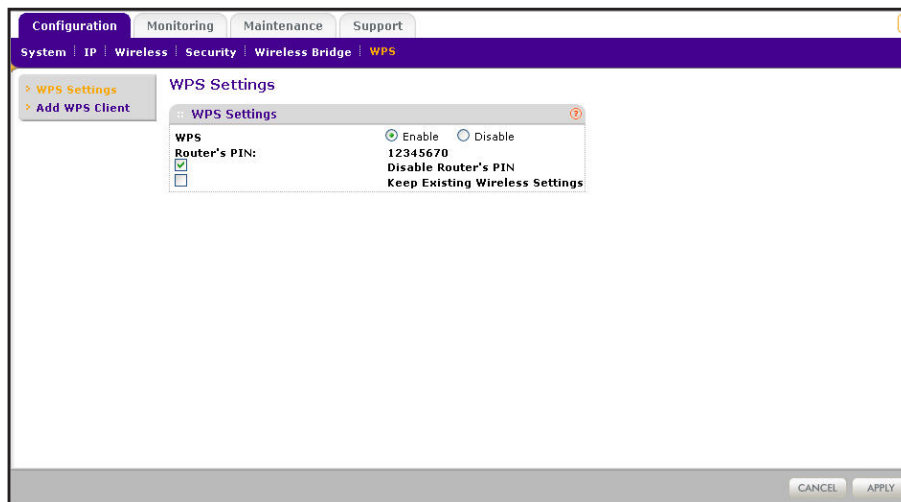 Configuration Monitoring Maintenance Support
System IP Wireless Security Wireless Bridge WPS
WPS Settings
Add WPS Client
WPS Settings
WPS Settings ?
WPS Enable Disable
Router's PIN: 12345670
Disable Router's PIN
Keep Existing Wireless Settings
CANCEL APPLY